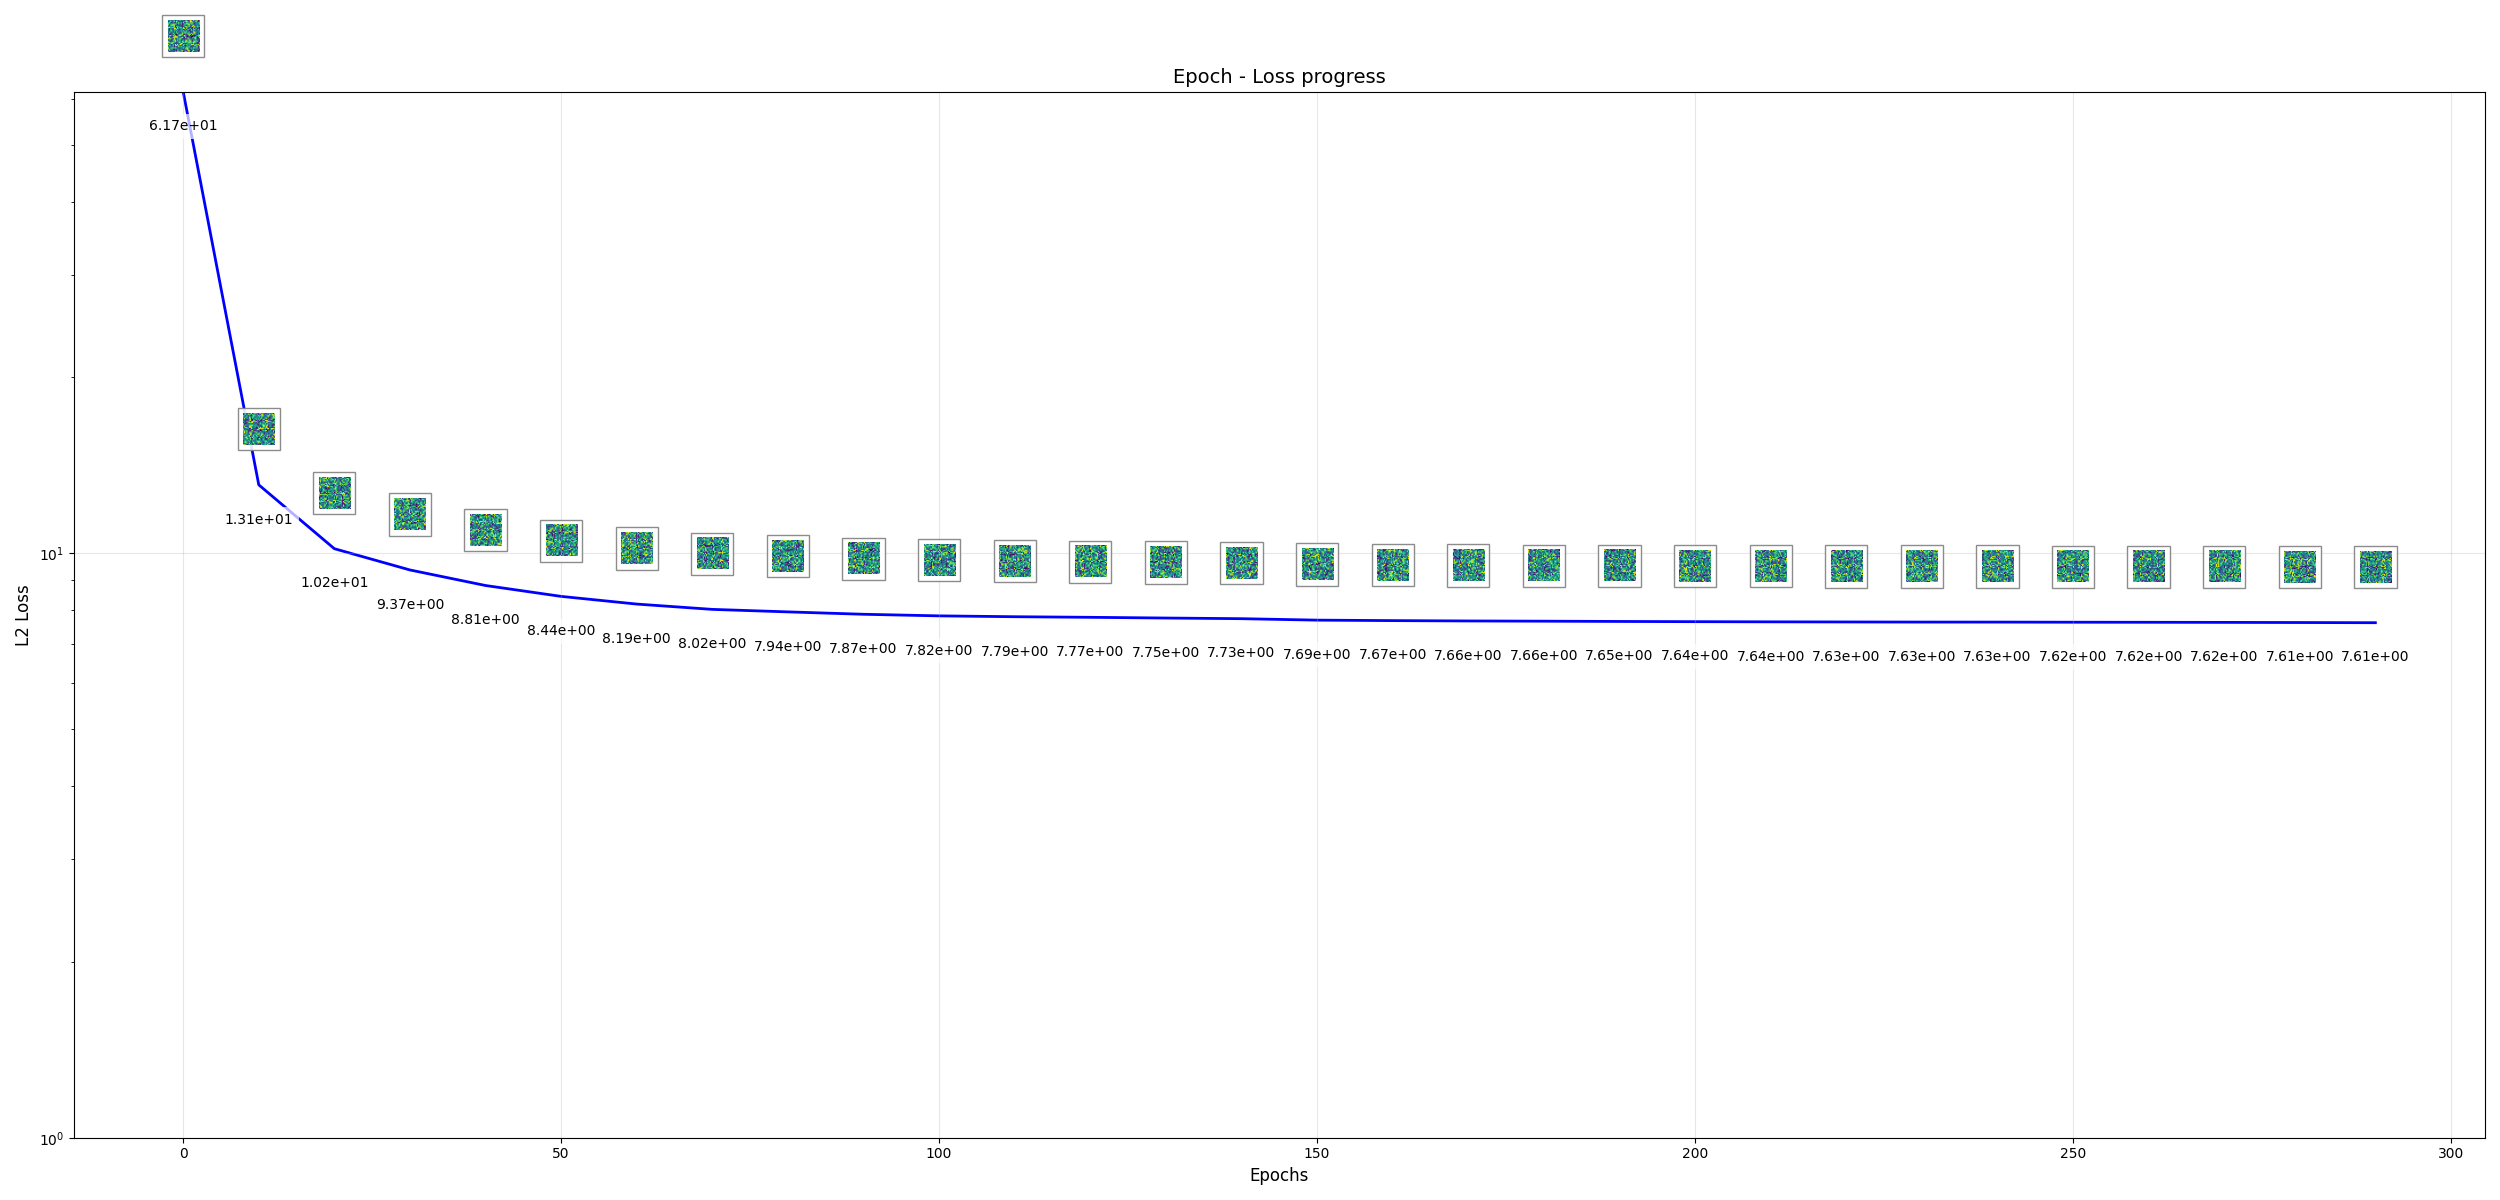 Epoch - Loss progress
6.17e+01
1.31e+01
1.02e+01
9.37e+00
8.81e+00
8.44e+00
8.19e+00
8.02e+00
7.94e+00
7.87e+00
7.82e+00
7.79e+00
7.77e+00
7.75e+00
7.73e+00
7.69e+00
7.67e+00
7.66e+00
7.66e+00
7.65e+00
7.64e+00
7.64e+00
7.63e+00
7.63e+00
7.63e+00
7.62e+00
7.62e+00
7.62e+00
7.61e+00
7.61e+00
L2 Loss
10¹
10⁰
0 50 100 150 200 250 300
Epochs